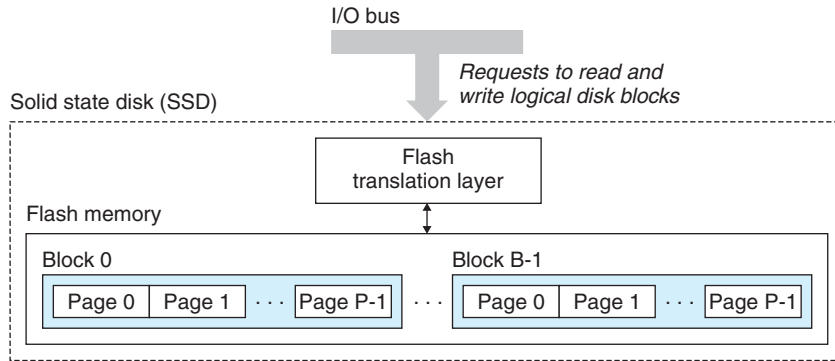 I/O bus
Requests to read and
write logical disk blocks
Solid state disk (SSD)
Flash
translation layer
Flash memory
Block 0
Block B-1
Page 0 Page 1 · · · Page P-1 · · · Page 0 Page 1 · · · Page P-1